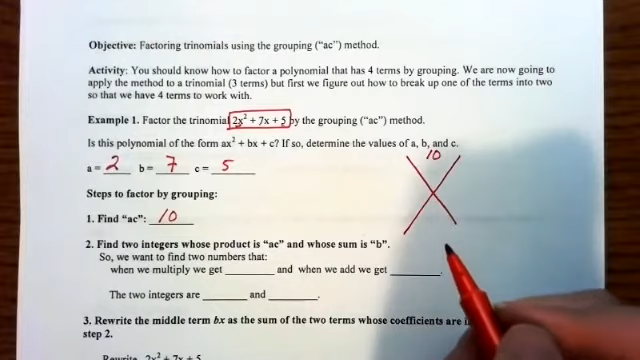 Objective: Factoring trinomials using the grouping ("ac") method.
Activity: You should know how to factor a polynomial that has 4 terms by grouping. We are now going to
apply the method to a trinomial (3 terms) but first we figure out how to break up one of the terms into two
so that we have 4 terms to work with.
Example 1. Factor the trinomial 2x² + 7x + 5 by the grouping ("ac") method.
Is this polynomial of the form ax² + bx + c? If so, determine the values of a, b, and c.
a = 2 b = 7 c = 5
10
Steps to factor by grouping:
1. Find "ac": 10
2. Find two integers whose product is "ac" and whose sum is "b".
So, we want to find two numbers that:
when we multiply we get ________ and when we add we get ________.
The two integers are ________ and ________.
3. Rewrite the middle term bx as the sum of the two terms whose coefficients are
step 2.
Rewrite 2x² + 7x + 5